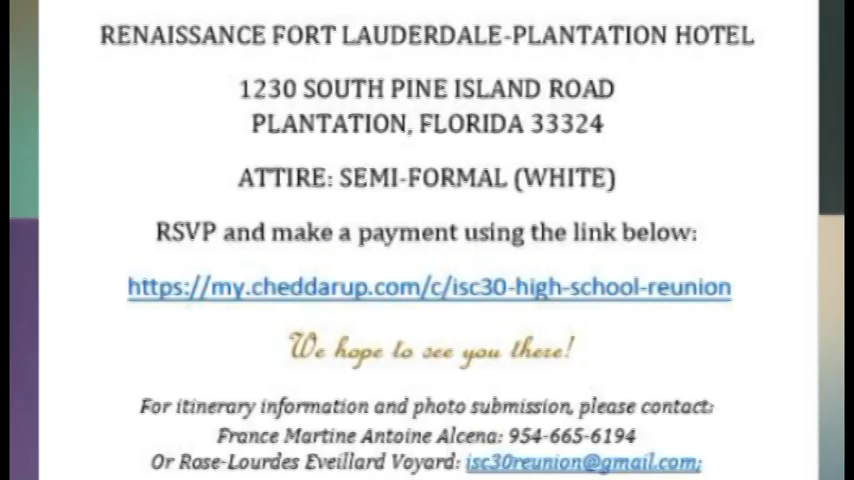 RENAISSANCE FORT LAUDERDALE-PLANTATION HOTEL
1230 SOUTH PINE ISLAND ROAD
PLANTATION, FLORIDA 33324
ATTIRE: SEMI-FORMAL (WHITE)
RSVP and make a payment using the link below:
https://my.cheddarup.com/c/isc30-high-school-reunion
We hope to see you there!
For itinerary information and photo submission, please contact:
France Martine Antoine Alcena: 954-665-6194
Or Rose-Lourdes Eveillard Voyard: isc30reunion@gmail.com;